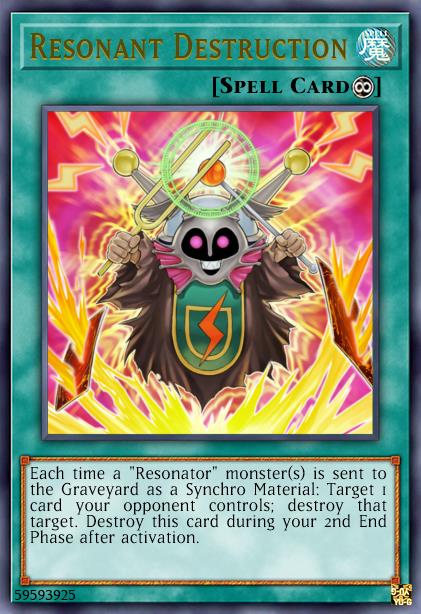 Resonant Destruction
SPELL
魔
[Spell Card]
Each time a "Resonator" monster(s) is sent to
the Graveyard as a Synchro Material: Target 1
card your opponent controls; destroy that
target. Destroy this card during your 2nd End
Phase after activation.
59593925